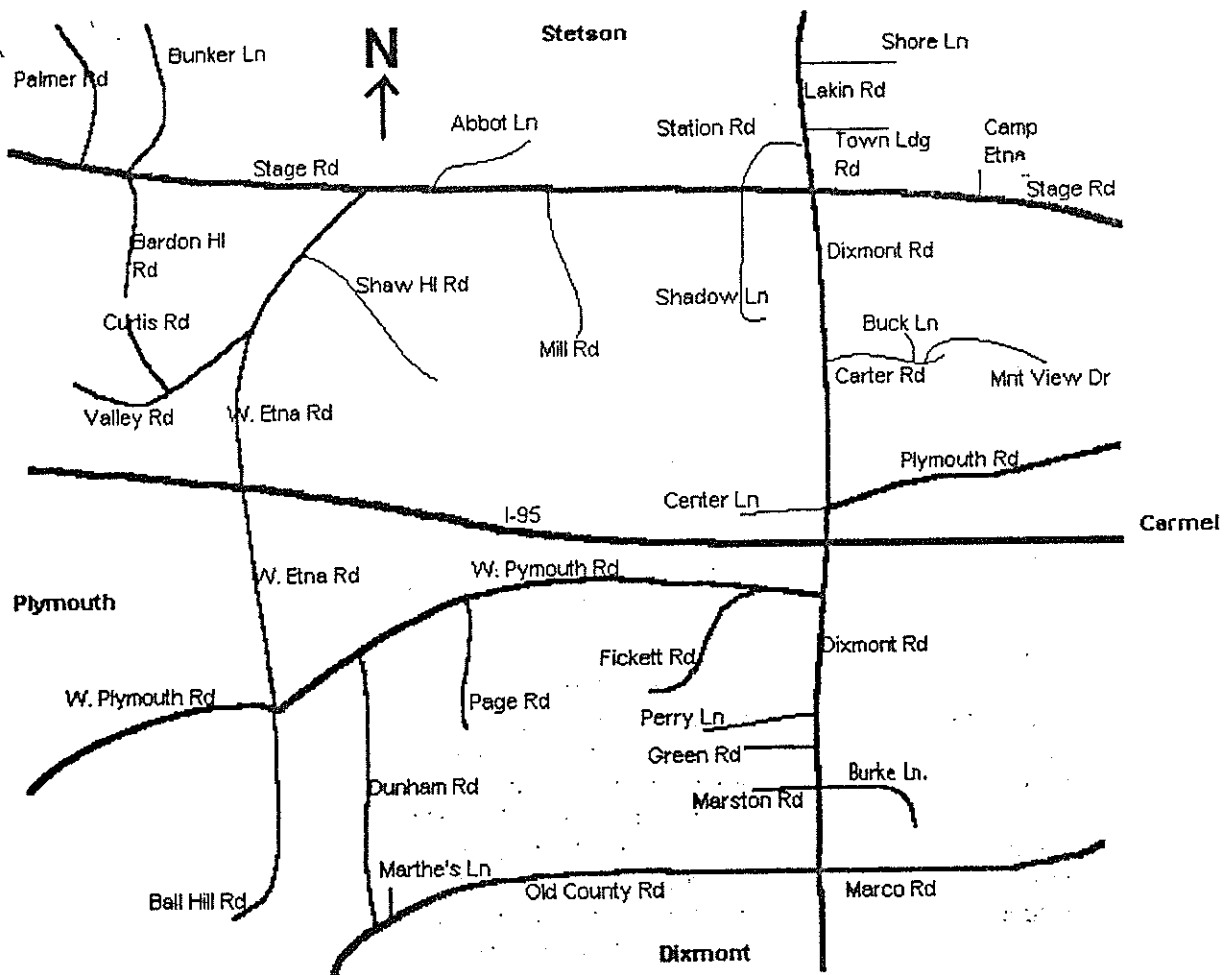 Stetson
N
Shore Ln
Bunker Ln
Palmer Rd
Lakin Rd
Abbot Ln
Station Rd
Town Ldg
Rd
Camp
Etna
Stage Rd
Stage Rd
Bardon Hl
Rd
Dixmont Rd
Shaw Hl Rd
Shadow Ln
Curtis Rd
Buck Ln
Mill Rd
Carter Rd
Mnt View Dr
Valley Rd
W. Etna Rd
Plymouth Rd
Center Ln
I-95
Carmel
W. Etna Rd
W. Pymouth Rd
Plymouth
Dixmont Rd
Fickett Rd
W. Plymouth Rd
Page Rd
Perry Ln
Green Rd
Burke Ln.
Dunham Rd
Marston Rd
Marthe's Ln
Old County Rd
Marco Rd
Ball Hill Rd
Dixmont